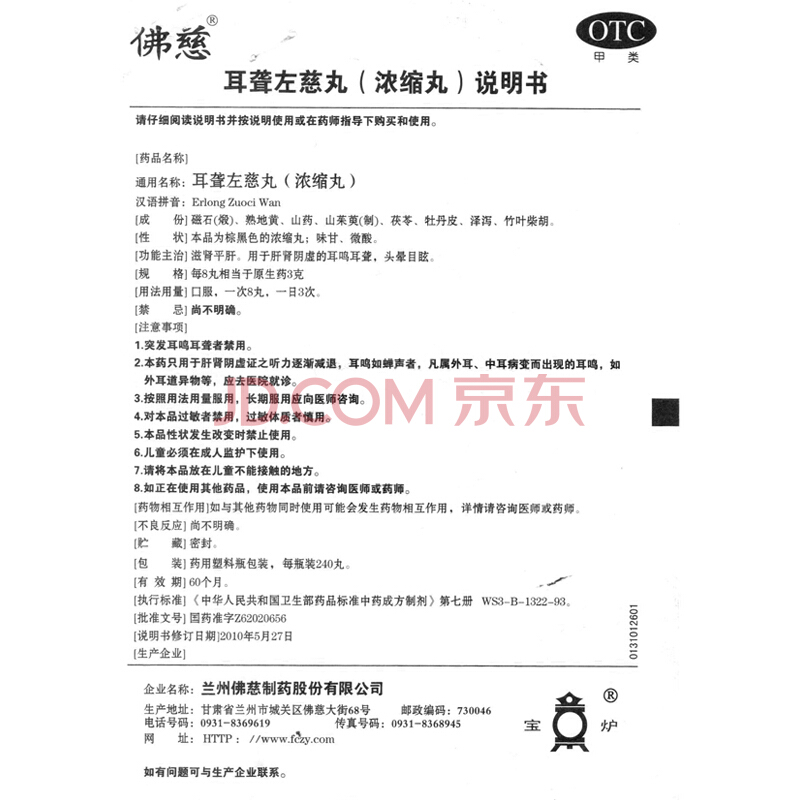 佛慈®
OTC
甲类
耳聋左慈丸（浓缩丸）说明书
请仔细阅读说明书并按说明使用或在药师指导下购买和使用。
[药品名称]
通用名称：耳聋左慈丸（浓缩丸）
汉语拼音：Erlong Zuoci Wan
[成　份]磁石(煅)、熟地黄、山药、山茱萸(制)、茯苓、牡丹皮、泽泻、竹叶柴胡。
[性　状]本品为棕黑色的浓缩丸；味甘、微酸。
[功能主治]滋肾平肝。用于肝肾阴虚的耳鸣耳聋，头晕目眩。
[规　格]每8丸相当于原生药3克
[用法用量]口服，一次8丸，一日3次。
[禁　忌]尚不明确。
[注意事项]
1.突发耳鸣耳聋者禁用。
2.本药只用于肝肾阴虚证之听力逐渐减退，耳鸣如蝉声者，凡属外耳、中耳病变而出现的耳鸣，如
外耳道异物等，应去医院就诊。
3.按照用法用量服用，长期服用应向医师咨询。
4.对本品过敏者禁用，过敏体质者慎用。
5.本品性状发生改变时禁止使用。
6.儿童必须在成人监护下使用。
7.请将本品放在儿童不能接触的地方。
8.如正在使用其他药品，使用本品前请咨询医师或药师。
JD.COM 京东
[药物相互作用]如与其他药物同时使用可能会发生药物相互作用，详情请咨询医师或药师。
[不良反应]尚不明确。
[贮　藏]密封。
[包　装]药用塑料瓶包装，每瓶装240丸。
[有 效 期]60个月。
[执行标准]《中华人民共和国卫生部药品标准中药成方制剂》第七册　WS3-B-1322-93。
[批准文号]国药准字Z62020656
[说明书修订日期]2010年5月27日
[生产企业]
0131012601
企业名称：兰州佛慈制药股份有限公司
生产地址：甘肃省兰州市城关区佛慈大街68号　邮政编码：730046
电话号码：0931-8369619　传真号码：0931-8368945
网　址：HTTP：//www.fczy.com
宝炉®
如有问题可与生产企业联系。